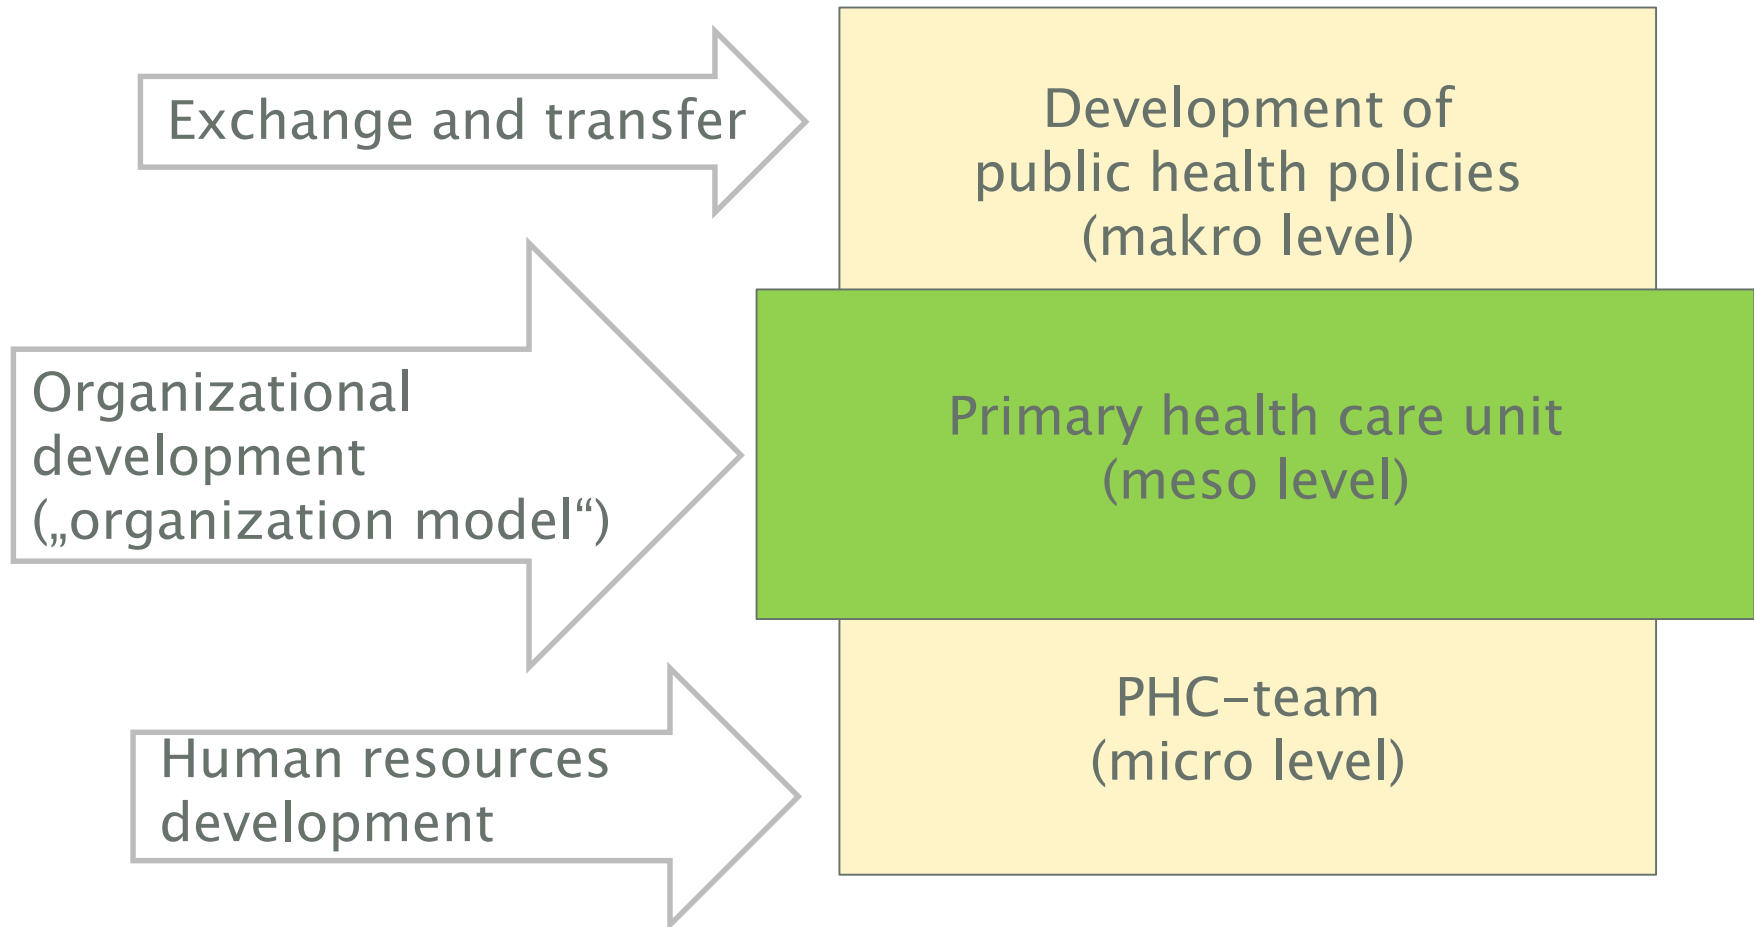 Exchange and transfer
Development of
public health policies
(makro level)
Organizational
development
(„organization model“)
Primary health care unit
(meso level)
Human resources
development
PHC–team
(micro level)